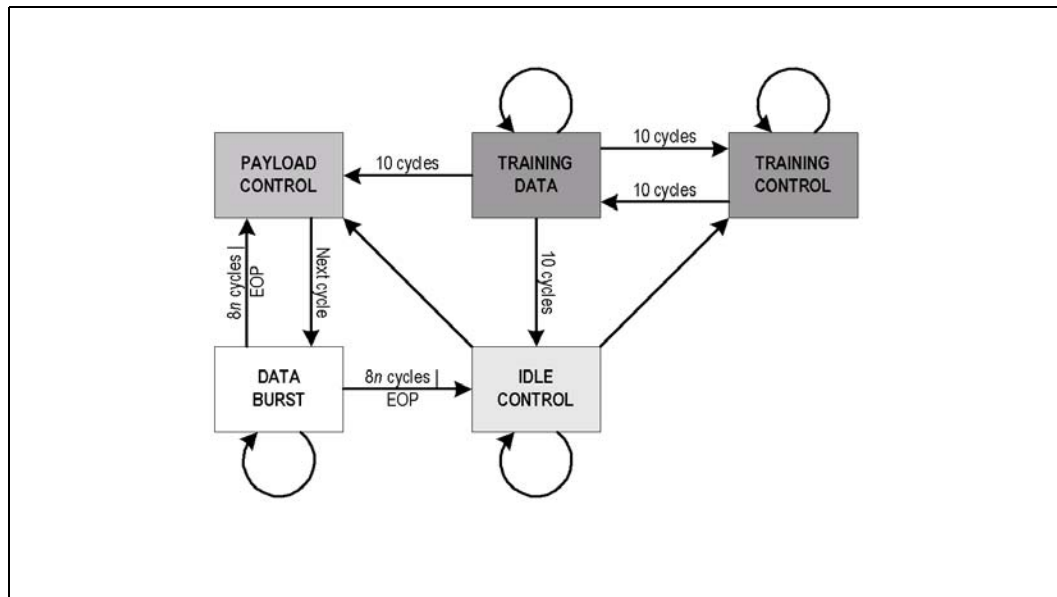 10 cycles
PAYLOAD
CONTROL
10 cycles
TRAINING
DATA
10 cycles
TRAINING
CONTROL
8n cycles |
EOP
Next cycle
10 cycles
DATA
BURST
8n cycles |
EOP
IDLE
CONTROL